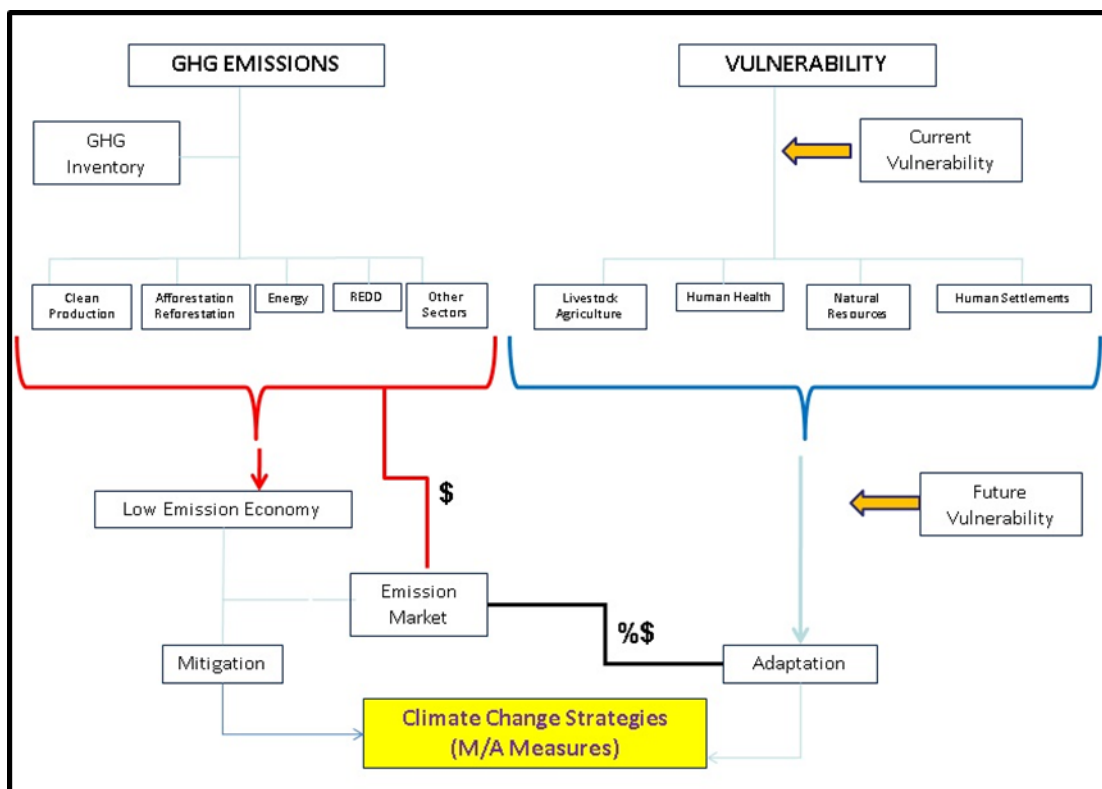 GHG EMISSIONS
VULNERABILITY
GHG
Inventory
Current
Vulnerability
Clean
Production
Afforestation
Reforestation
Energy
REDD
Other
Sectors
Livestock
Agriculture
Human Health
Natural
Resources
Human Settlements
$
Low Emission Economy
Future
Vulnerability
Emission
Market
%$
Mitigation
Adaptation
Climate Change Strategies
(M/A Measures)